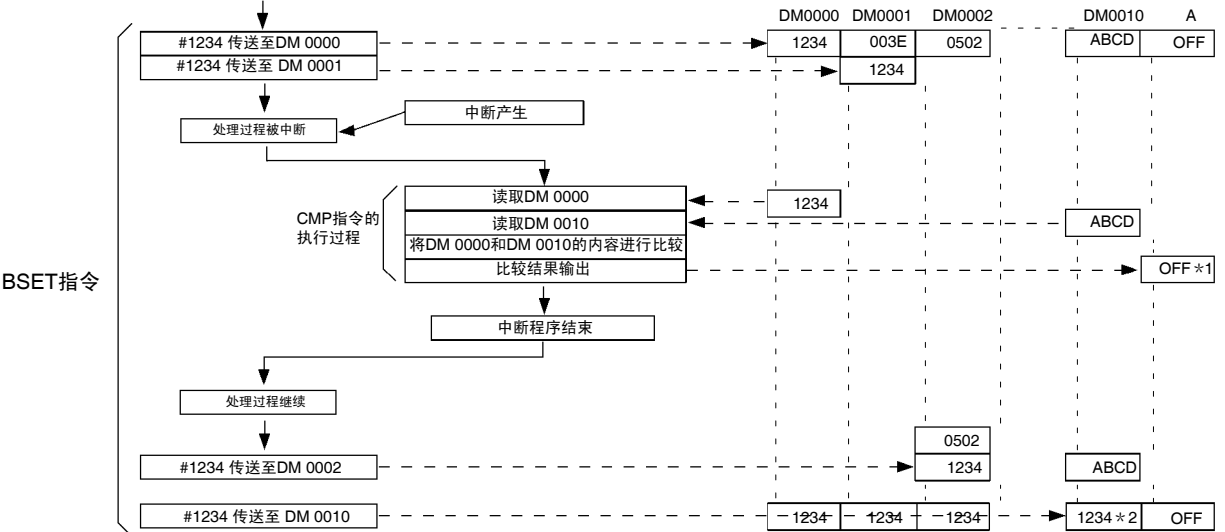 DM0000 DM0001 DM0002 DM0010 A
#1234 传送至DM 0000 1234 003E 0502 ABCD OFF
#1234 传送至 DM 0001 1234
中断产生
处理过程被中断
CMP指令的
执行过程
读取DM 0000 1234
读取DM 0010 ABCD
将DM 0000和DM 0010的内容进行比较
比较结果输出 OFF *1
BSET指令
中断程序结束
处理过程继续
0502
#1234 传送至DM 0002 1234 ABCD
#1234 传送至 DM 0010 1234 1234 1234 1234 *2 OFF